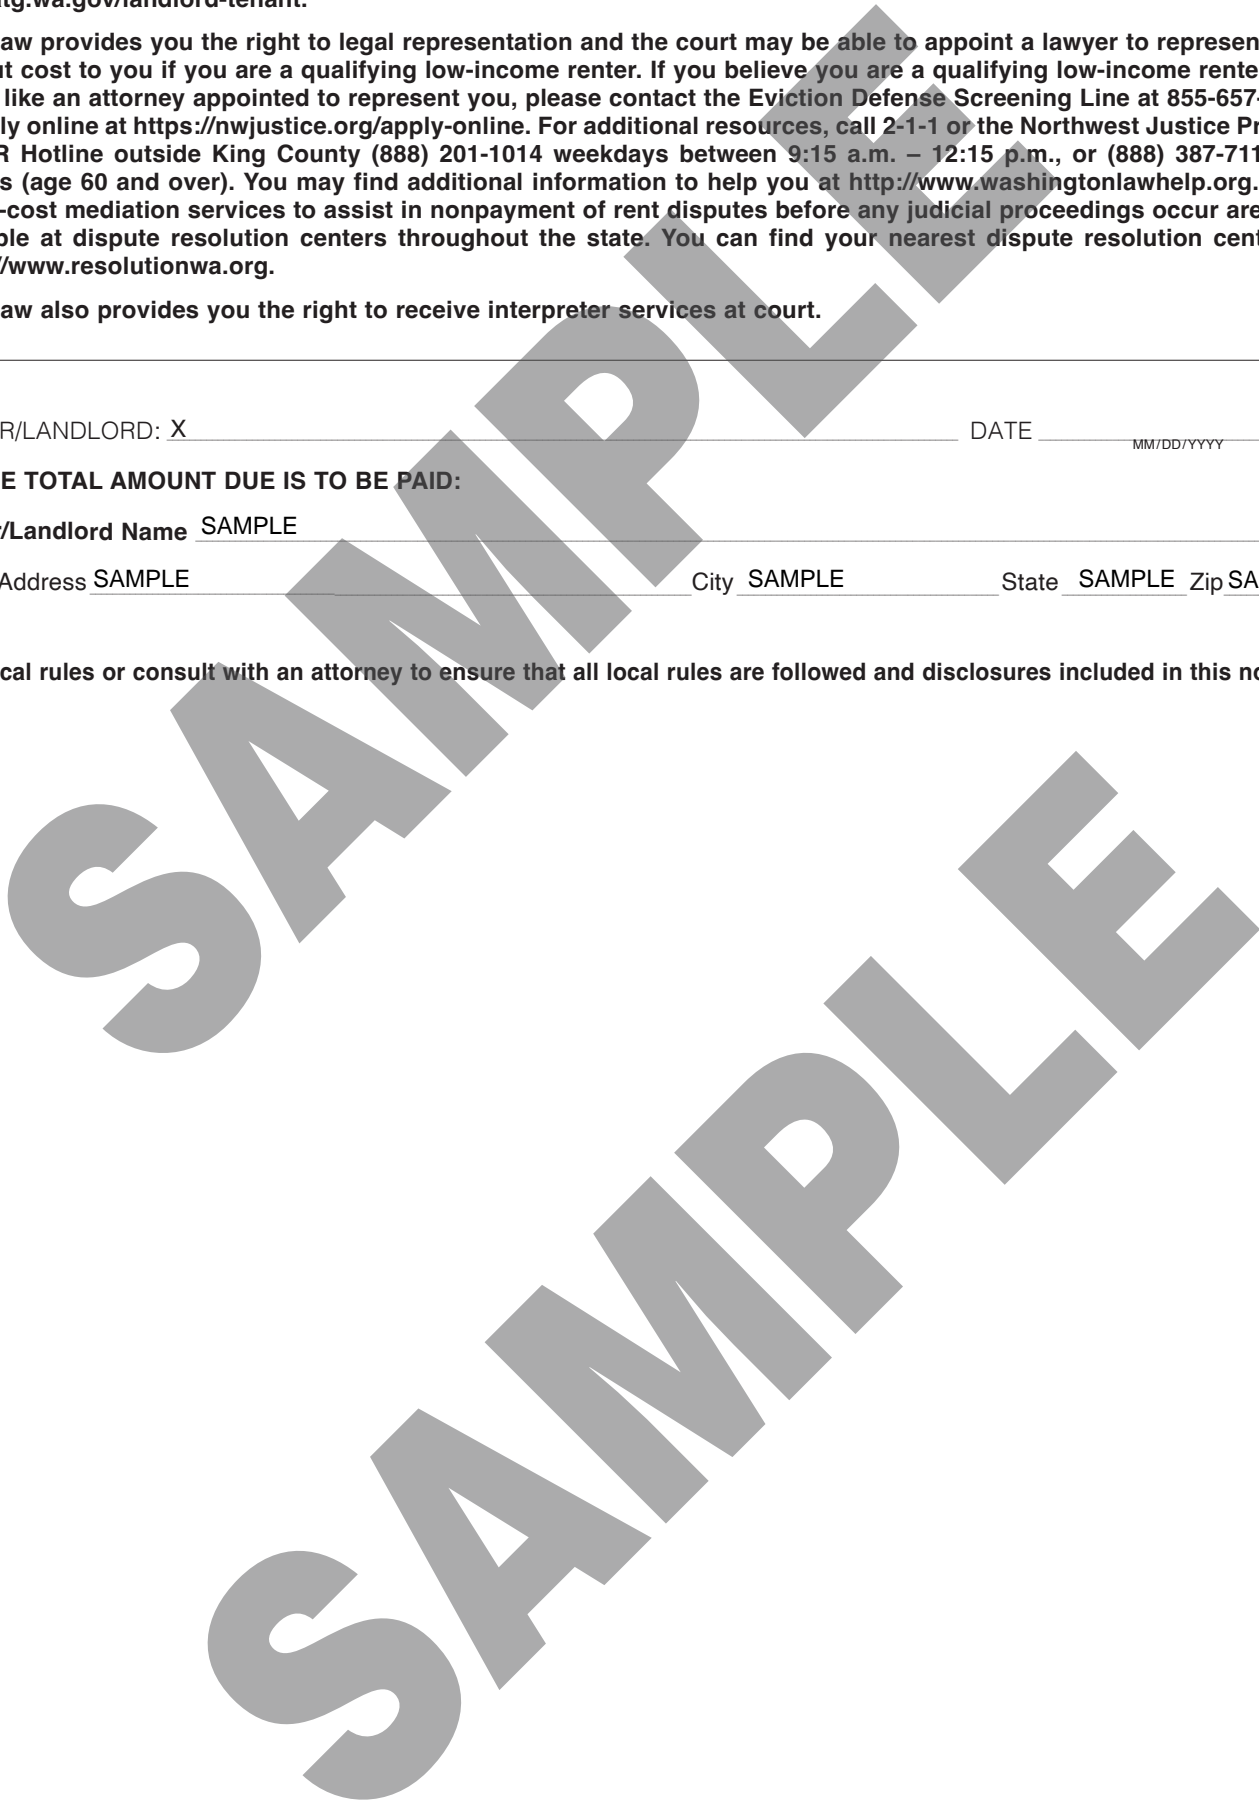 atg.wa.gov/landlord-tenant.
aw provides you the right to legal representation and the court may be able to appoint a lawyer to represen
ut cost to you if you are a qualifying low-income renter. If you believe you are a qualifying low-income rente
like an attorney appointed to represent you, please contact the Eviction Defense Screening Line at 855-657-
ly online at https://nwjustice.org/apply-online. For additional resources, call 2-1-1 or the Northwest Justice Pr
R Hotline outside King County (888) 201-1014 weekdays between 9:15 a.m. – 12:15 p.m., or (888) 387-711
s (age 60 and over). You may find additional information to help you at http://www.washingtonlawhelp.org.
-cost mediation services to assist in nonpayment of rent disputes before any judicial proceedings occur are
ble at dispute resolution centers throughout the state. You can find your nearest dispute resolution cent
//www.resolutionwa.org.
aw also provides you the right to receive interpreter services at court.
R/LANDLORD: X DATE
MM/DD/YYYY
E TOTAL AMOUNT DUE IS TO BE PAID:
r/Landlord Name SAMPLE
Address SAMPLE City SAMPLE State SAMPLE Zip SA
cal rules or consult with an attorney to ensure that all local rules are followed and disclosures included in this no
SAMPLE
SAMPLE